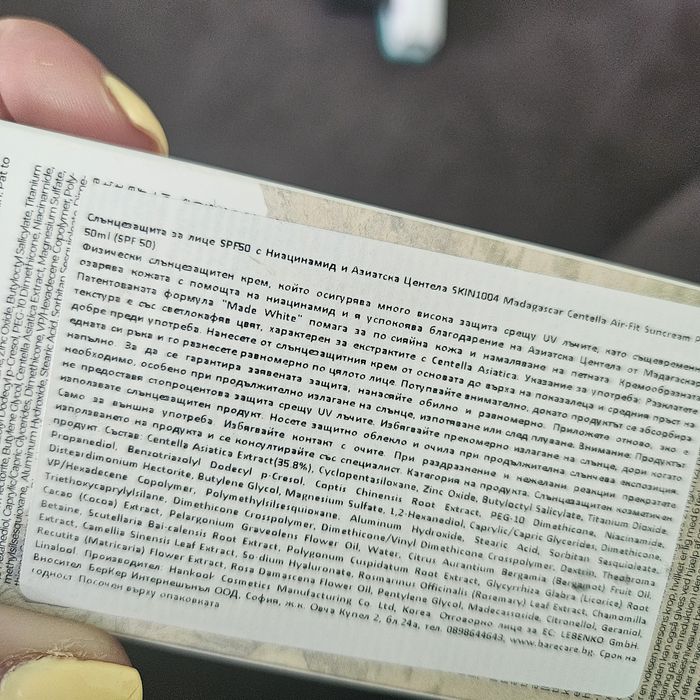 Слънцезащита за лице SPF50 с Ниацинамид и Азиатска Центела SKIN1004 Madagascar Centella Air-Fit Suncream
50ml (SPF 50)
Физически слънцезащитен крем, който осигурява много висока защита срещу UV лъчите, като същевременно
озарява кожата с помощта на ниацинамид и я успокоява благодарение на Азиатска Центела от Мадагаскар
Патентованата формула "Made White" помага за по сияйна кожа и намаляване на петната. Кремообразната
текстура е със светлокафяв цвят, характерен за екстрактите с Centella Asiatica. Указание за употреба: Разклатете
добре преди употреба. Нанесете от слънцезащитния крем от основата до върха на показалеца и средния пръст на
едната си ръка и го разнесете равномерно по цялото лице. Потупвайте внимателно, докато продуктът се абсорбира
напълно. За да се гарантира заявената защита, нанасяйте обилно и равномерно. Приложете отново, ако е
необходимо, особено при продължително излагане на слънце, изпотяване или след плуване. Внимание: Продуктът
не предоставя стопроцентова защита срещу UV лъчите. Избягвайте прекомерно излагане на слънце, дори когато
използвате слънцезащитен продукт. Носете защитно облекло и очила при продължителна слънчева експозиция.
Само за външна употреба. Избягвайте контакт с очите. При раздразнение и нежелани реакции прекратете
използването на продукта и се консултирайте със специалист. Категория на продукта: Слънцезащитен козметичен
продукт Състав: Centella Asiatica Extract(35.8%), Cyclopentasiloxane, Zinc Oxide, Butyloctyl Salicylate, Titanium Dioxide,
Propanediol, Benzotriazolyl Dodecyl p-Cresol, Coptis Chinensis Root Extract, PEG-10 Dimethicone, Niacinamide,
Disteardimonium Hectorite, Butylene Glycol, Magnesium Sulfate, 1,2-Hexanediol, Caprylic/Capric Glycerides, Dimethicone,
VP/Hexadecene Copolymer, Polymethylsilsesquioxane, Aluminum Hydroxide, Stearic Acid, Sorbitan Sesquioleate,
Triethoxycaprylylsilane, Dimethicone Crosspolymer, Dimethicone/Vinyl Dimethicone Crosspolymer, Dextrin, Theobroma
Cacao (Cocoa) Extract, Pelargonium Graveolens Flower Oil, Water, Citrus Aurantium Bergamia (Bergamot) Fruit Oil,
Betaine, Scutellaria Bai-calensis Root Extract, Polygonum Cuspidatum Root Extract, Glycyrrhiza Glabra (Licorice) Root
Extract, Camellia Sinensis Leaf Extract, Sodium Hyaluronate, Rosmarinus Officinalis (Rosemary) Leaf Extract, Chamomilla
Recutita (Matricaria) Flower Extract, Rosa Damascena Flower Oil, Pentylene Glycol, Madecassoside, Citronellol, Geraniol,
Linalool Производител: Hankook Cosmetics Manufacturing Co Ltd, Korea Отговорно лице за ЕС: LEBENKO GmbH
Вносител БерКер Интернешънъл ООД, София, ж.к. Овча Купел 2, бл 24а, тел. 0898644643, www.barecare.bg. Срок на
годност Посочен върху опаковката